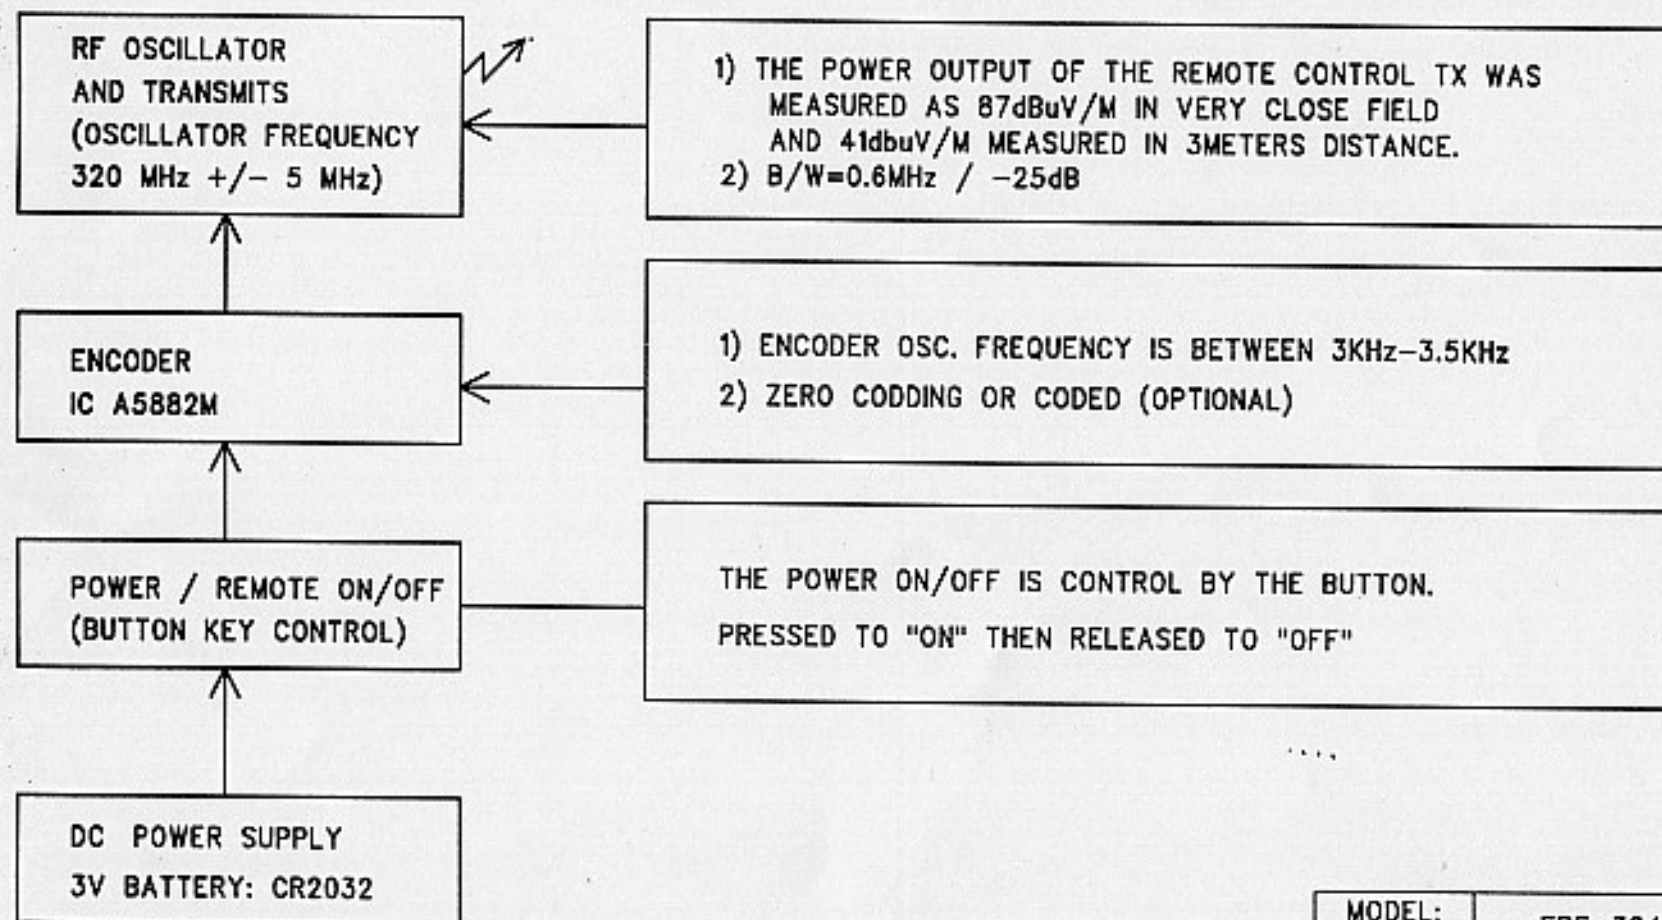 RF OSCILLATOR
AND TRANSMITS
(OSCILLATOR FREQUENCY
320 MHz +/- 5 MHz)
1) THE POWER OUTPUT OF THE REMOTE CONTROL TX WAS
MEASURED AS 87dBuV/M IN VERY CLOSE FIELD
AND 41dbuV/M MEASURED IN 3METERS DISTANCE.
2) B/W=0.6MHz / -25dB
ENCODER
IC A5882M
1) ENCODER OSC. FREQUENCY IS BETWEEN 3KHz-3.5KHz
2) ZERO CODDING OR CODED (OPTIONAL)
POWER / REMOTE ON/OFF
(BUTTON KEY CONTROL)
THE POWER ON/OFF IS CONTROL BY THE BUTTON.
PRESSED TO "ON" THEN RELEASED TO "OFF"
DC POWER SUPPLY
3V BATTERY: CR2032
MODEL: